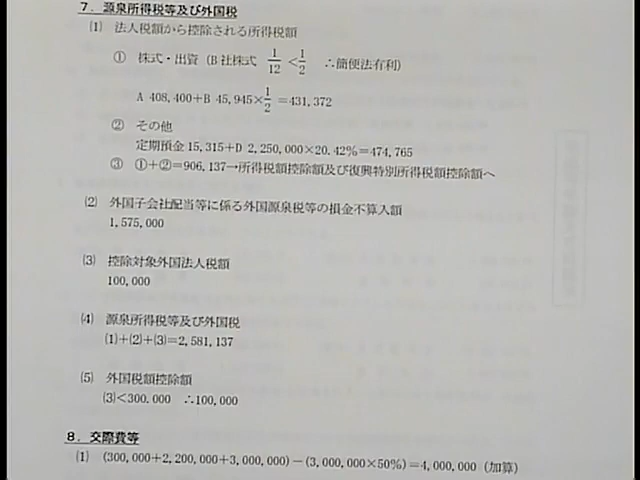 7．源泉所得税等及び外国税
(1) 法人税額から控除される所得税額
① 株式・出資（B社株式 1/12 ＜1/2 ∴簡便法有利）
A 408,400＋B 45,945×1/2＝431,372
② その他
定期預金 15,315＋D 2,250,000×20.42％＝474,765
③ ①＋②＝906,137→所得税額控除額及び復興特別所得税額控除額へ
(2) 外国子会社配当等に係る外国源泉税等の損金不算入額
1,575,000
(3) 控除対象外国法人税額
100,000
(4) 源泉所得税等及び外国税
(1)＋(2)＋(3)＝2,581,137
(5) 外国税額控除額
(3)＜300.000 ∴100,000
8．交際費等
(1) (300,000＋2,200,000＋3,000,000)－(3,000,000×50％)＝4,000,000（加算）